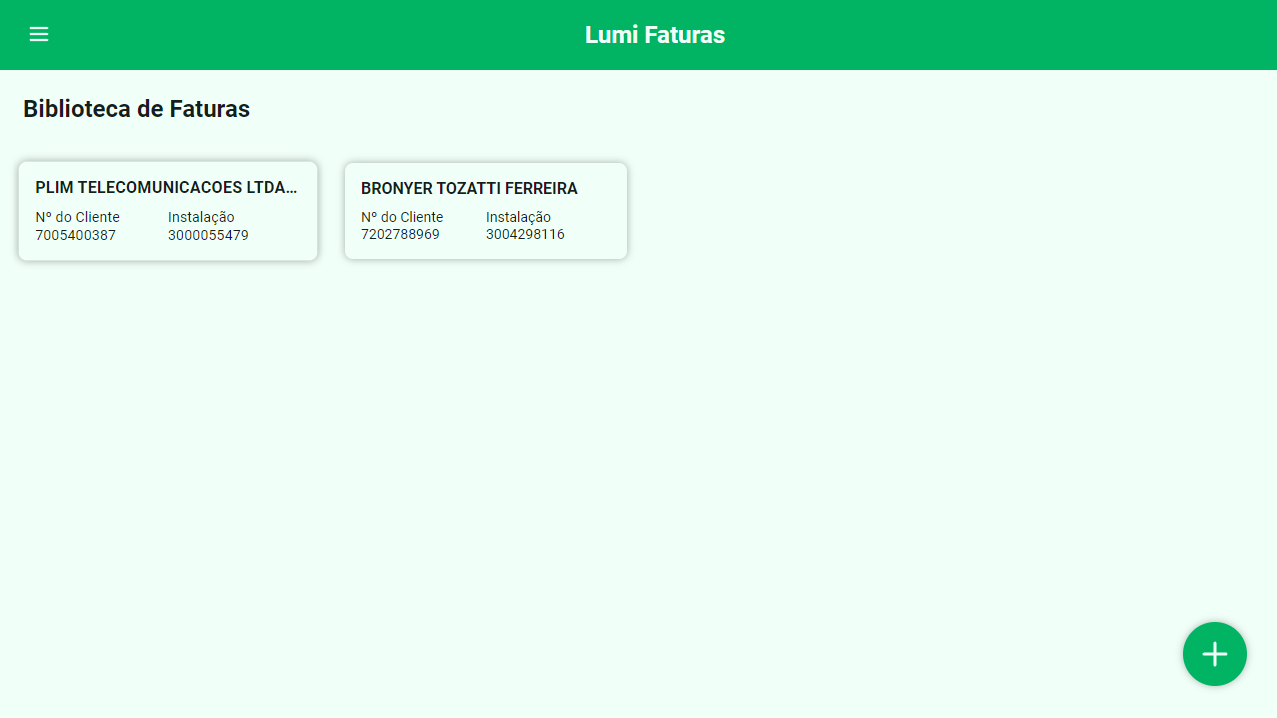 Lumi Faturas
Biblioteca de Faturas
PLIM TELECOMUNICACOES LTDA...
Nº do Cliente Instalação
7005400387 3000055479
BRONYER TOZATTI FERREIRA
Nº do Cliente Instalação
7202788969 3004298116